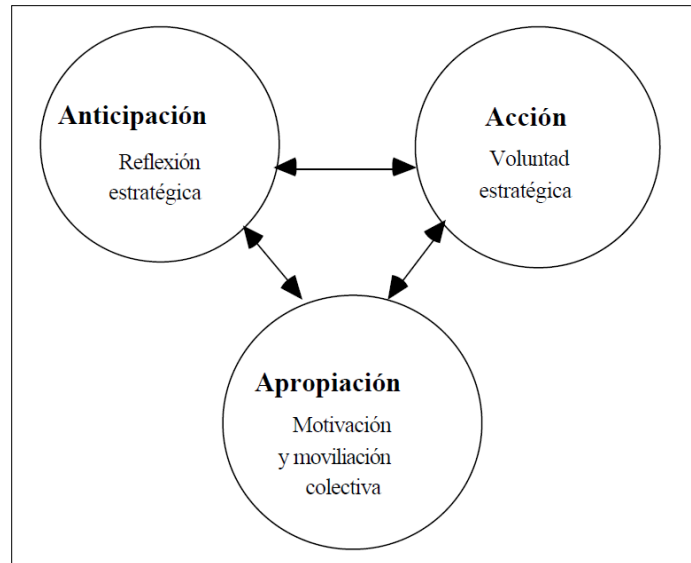 Anticipación
Reflexión
estratégica
Acción
Voluntad
estratégica
Apropiación
Motivación
y moviliación
colectiva